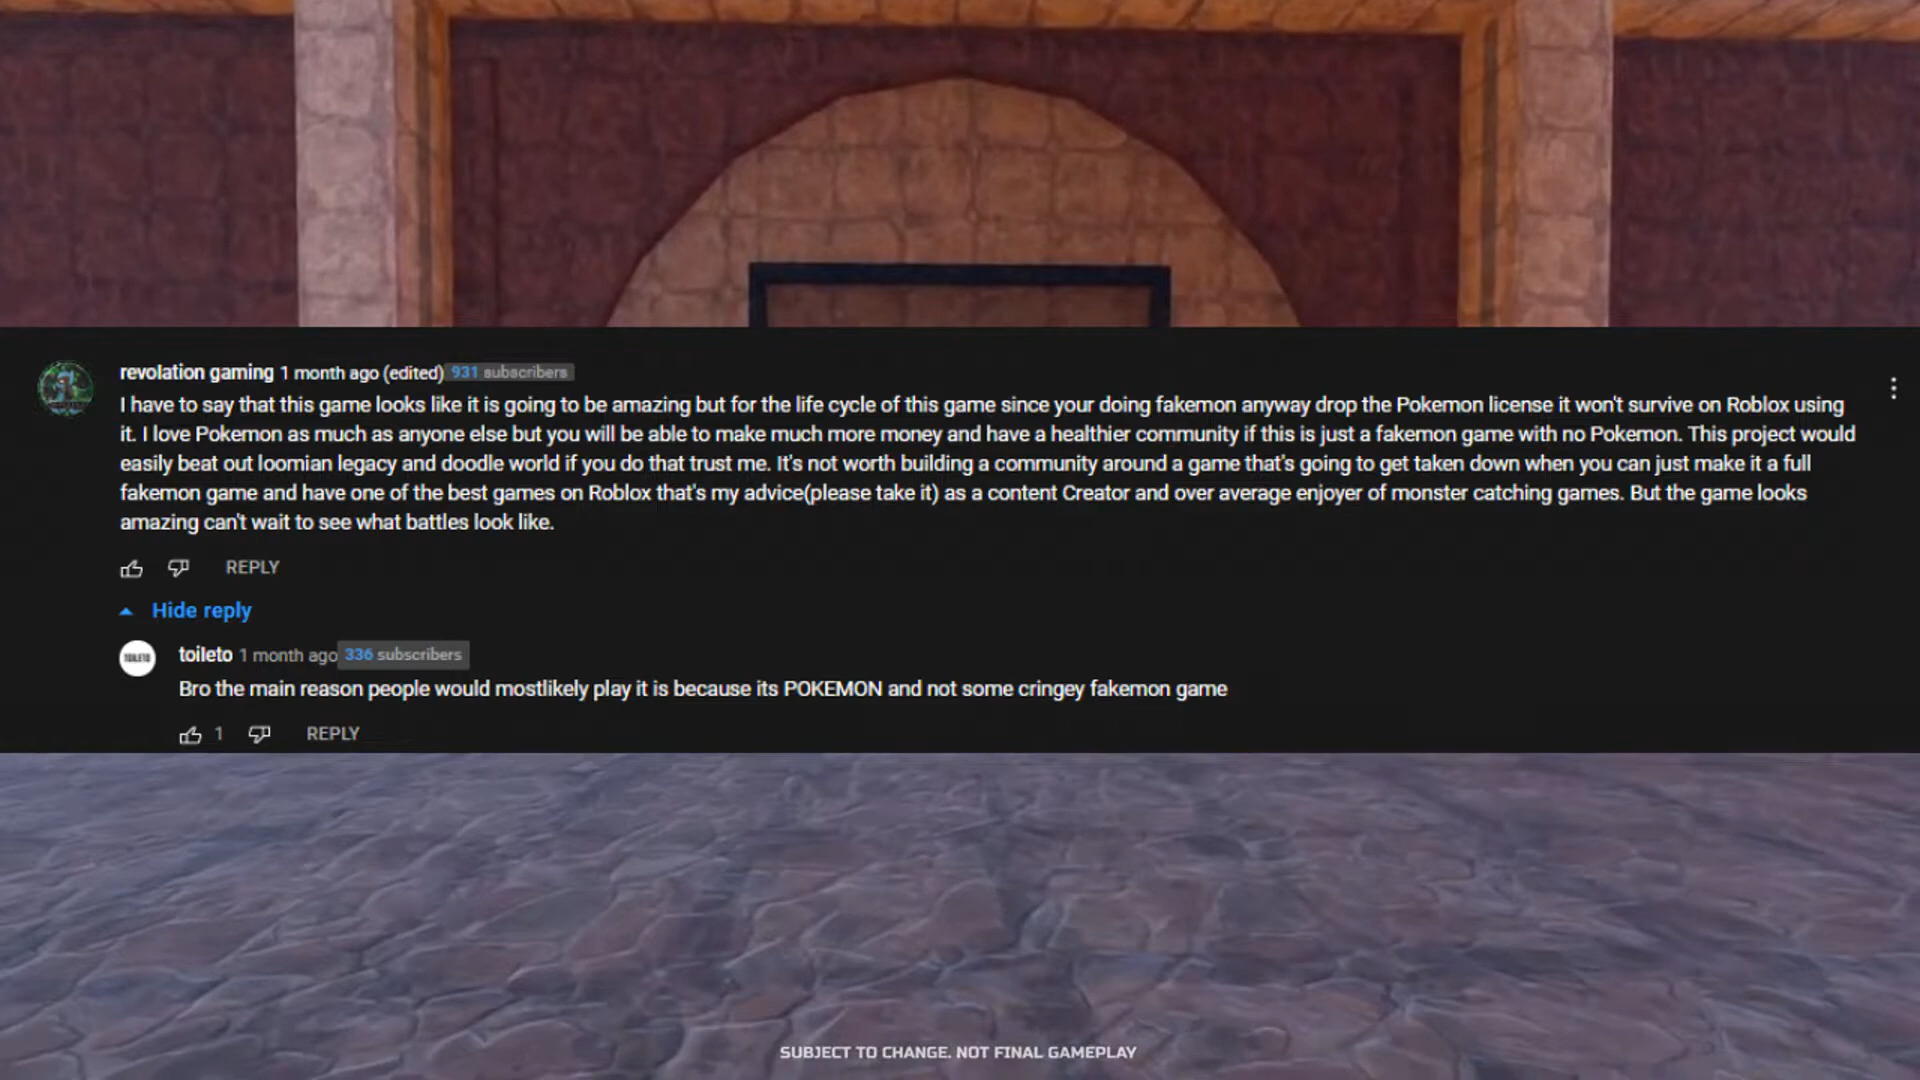 revolation gaming 1 month ago (edited) 931 subscribers
I have to say that this game looks like it is going to be amazing but for the life cycle of this game since your doing fakemon anyway drop the Pokemon license it won't survive on Roblox using
it. I love Pokemon as much as anyone else but you will be able to make much more money and have a healthier community if this is just a fakemon game with no Pokemon. This project would
easily beat out loomian legacy and doodle world if you do that trust me. It's not worth building a community around a game that's going to get taken down when you can just make it a full
fakemon game and have one of the best games on Roblox that's my advice(please take it) as a content Creator and over average enjoyer of monster catching games. But the game looks
amazing can't wait to see what battles look like.
REPLY
Hide reply
TOILETO
toileto 1 month ago 336 subscribers
Bro the main reason people would mostlikely play it is because its POKEMON and not some cringey fakemon game
1 REPLY
SUBJECT TO CHANGE. NOT FINAL GAMEPLAY